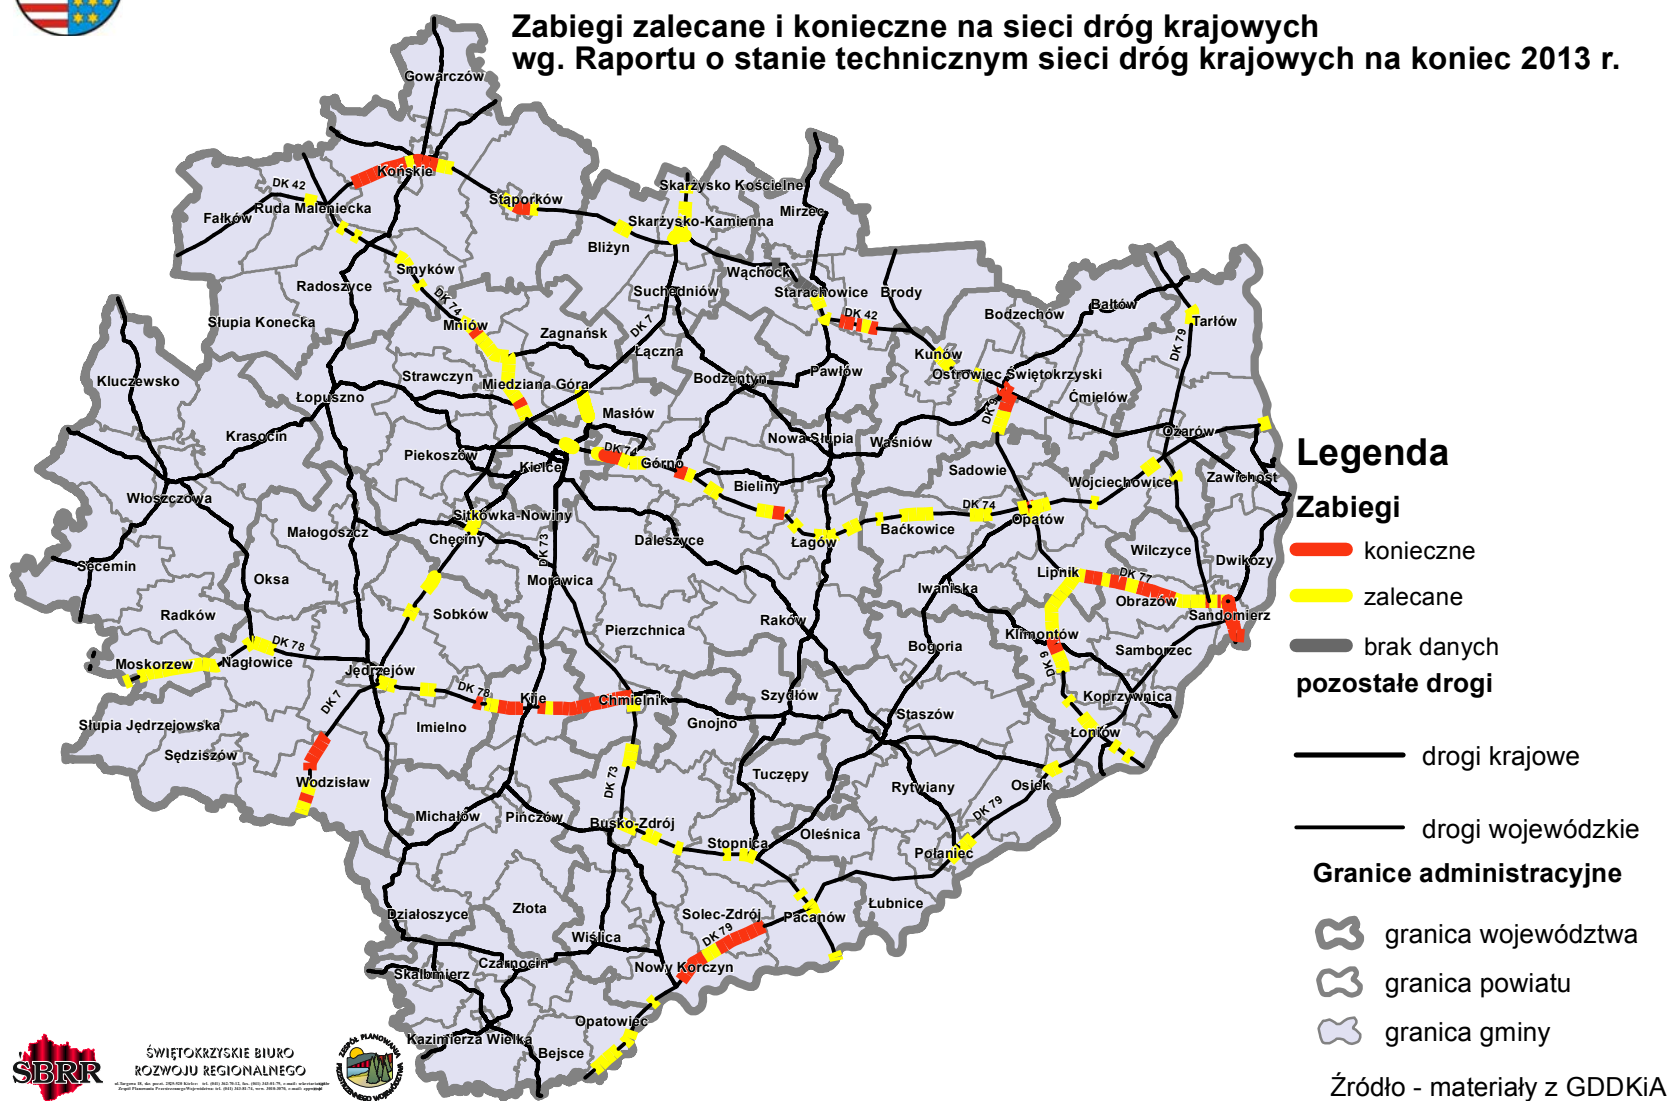 Zabiegi zalecane i konieczne na sieci dróg krajowych
wg. Raportu o stanie technicznym sieci dróg krajowych na koniec 2013 r.
Gowarczów
Końskie
DK 42
Ruda Maleniecka
Fałków
Stąporków
Skarżysko Kościelne
Skarżysko-Kamienna
Mirzec
Bliżyn
Smyków
Radoszyce
DK 74
Wąchock
Suchedniów
Starachowice
Brody
DK 42
Bałtów
Bodzechów
Tarłów
Słupia Konecka
Mniów
Zagnańsk
DK 7
Łączna
Kunów
DK 79
Kluczewsko
Strawczyn
Miedziana Góra
Bodzentyn
Pawłów
Ostrowiec Świętokrzyski
Łopuszno
Masłów
DK 9
Ćmielów
Krasocin
Nowa Słupia
Waśniów
Ożarów
Piekoszów
DK 74
Górno
Kielce
Sadowie
Legenda
Włoszczowa
Bieliny
Wojciechowice
Zawichost
Zabiegi
Sitkówka-Nowiny
DK 74
Małogoszcz
Chęciny
Daleszyce
Łagów
Baćkowice
Opatów
konieczne
DK 73
Wilczyce
Dwikozy
Secemin
Oksa
Morawica
Lipnik
DK 77
zalecane
Iwaniska
Obrazów
Radków
Sobków
Raków
Sandomierz
Pierzchnica
Klimontów
brak danych
DK 78
Bogoria
Samborzec
Moskorzew
Nagłowice
Jędrzejów
DK 9
pozostałe drogi
DK 7
DK 78
Kije
Chmielnik
Szydłów
Koprzywnica
Słupia Jędrzejowska
Imielno
Gnojno
Staszów
Łoniów
Sędziszów
drogi krajowe
Wodzisław
DK 73
Tuczępy
Rytwiany
Osiek
DK 79
Michałów
Pińczów
Busko-Zdrój
Oleśnica
drogi wojewódzkie
Stopnica
Połaniec
Granice administracyjne
Działoszyce
Złota
Solec-Zdrój
Pacanów
Łubnice
DK 79
Wiślica
granica województwa
Skalbmierz
Czarnocin
Nowy Korczyn
granica powiatu
Opatowiec
granica gminy
Kazimierza Wielka
Bejsce
ŚBRR
ŚWIĘTOKRZYSKIE BIURO
ROZWOJU REGIONALNEGO
Źródło - materiały z GDDKiA